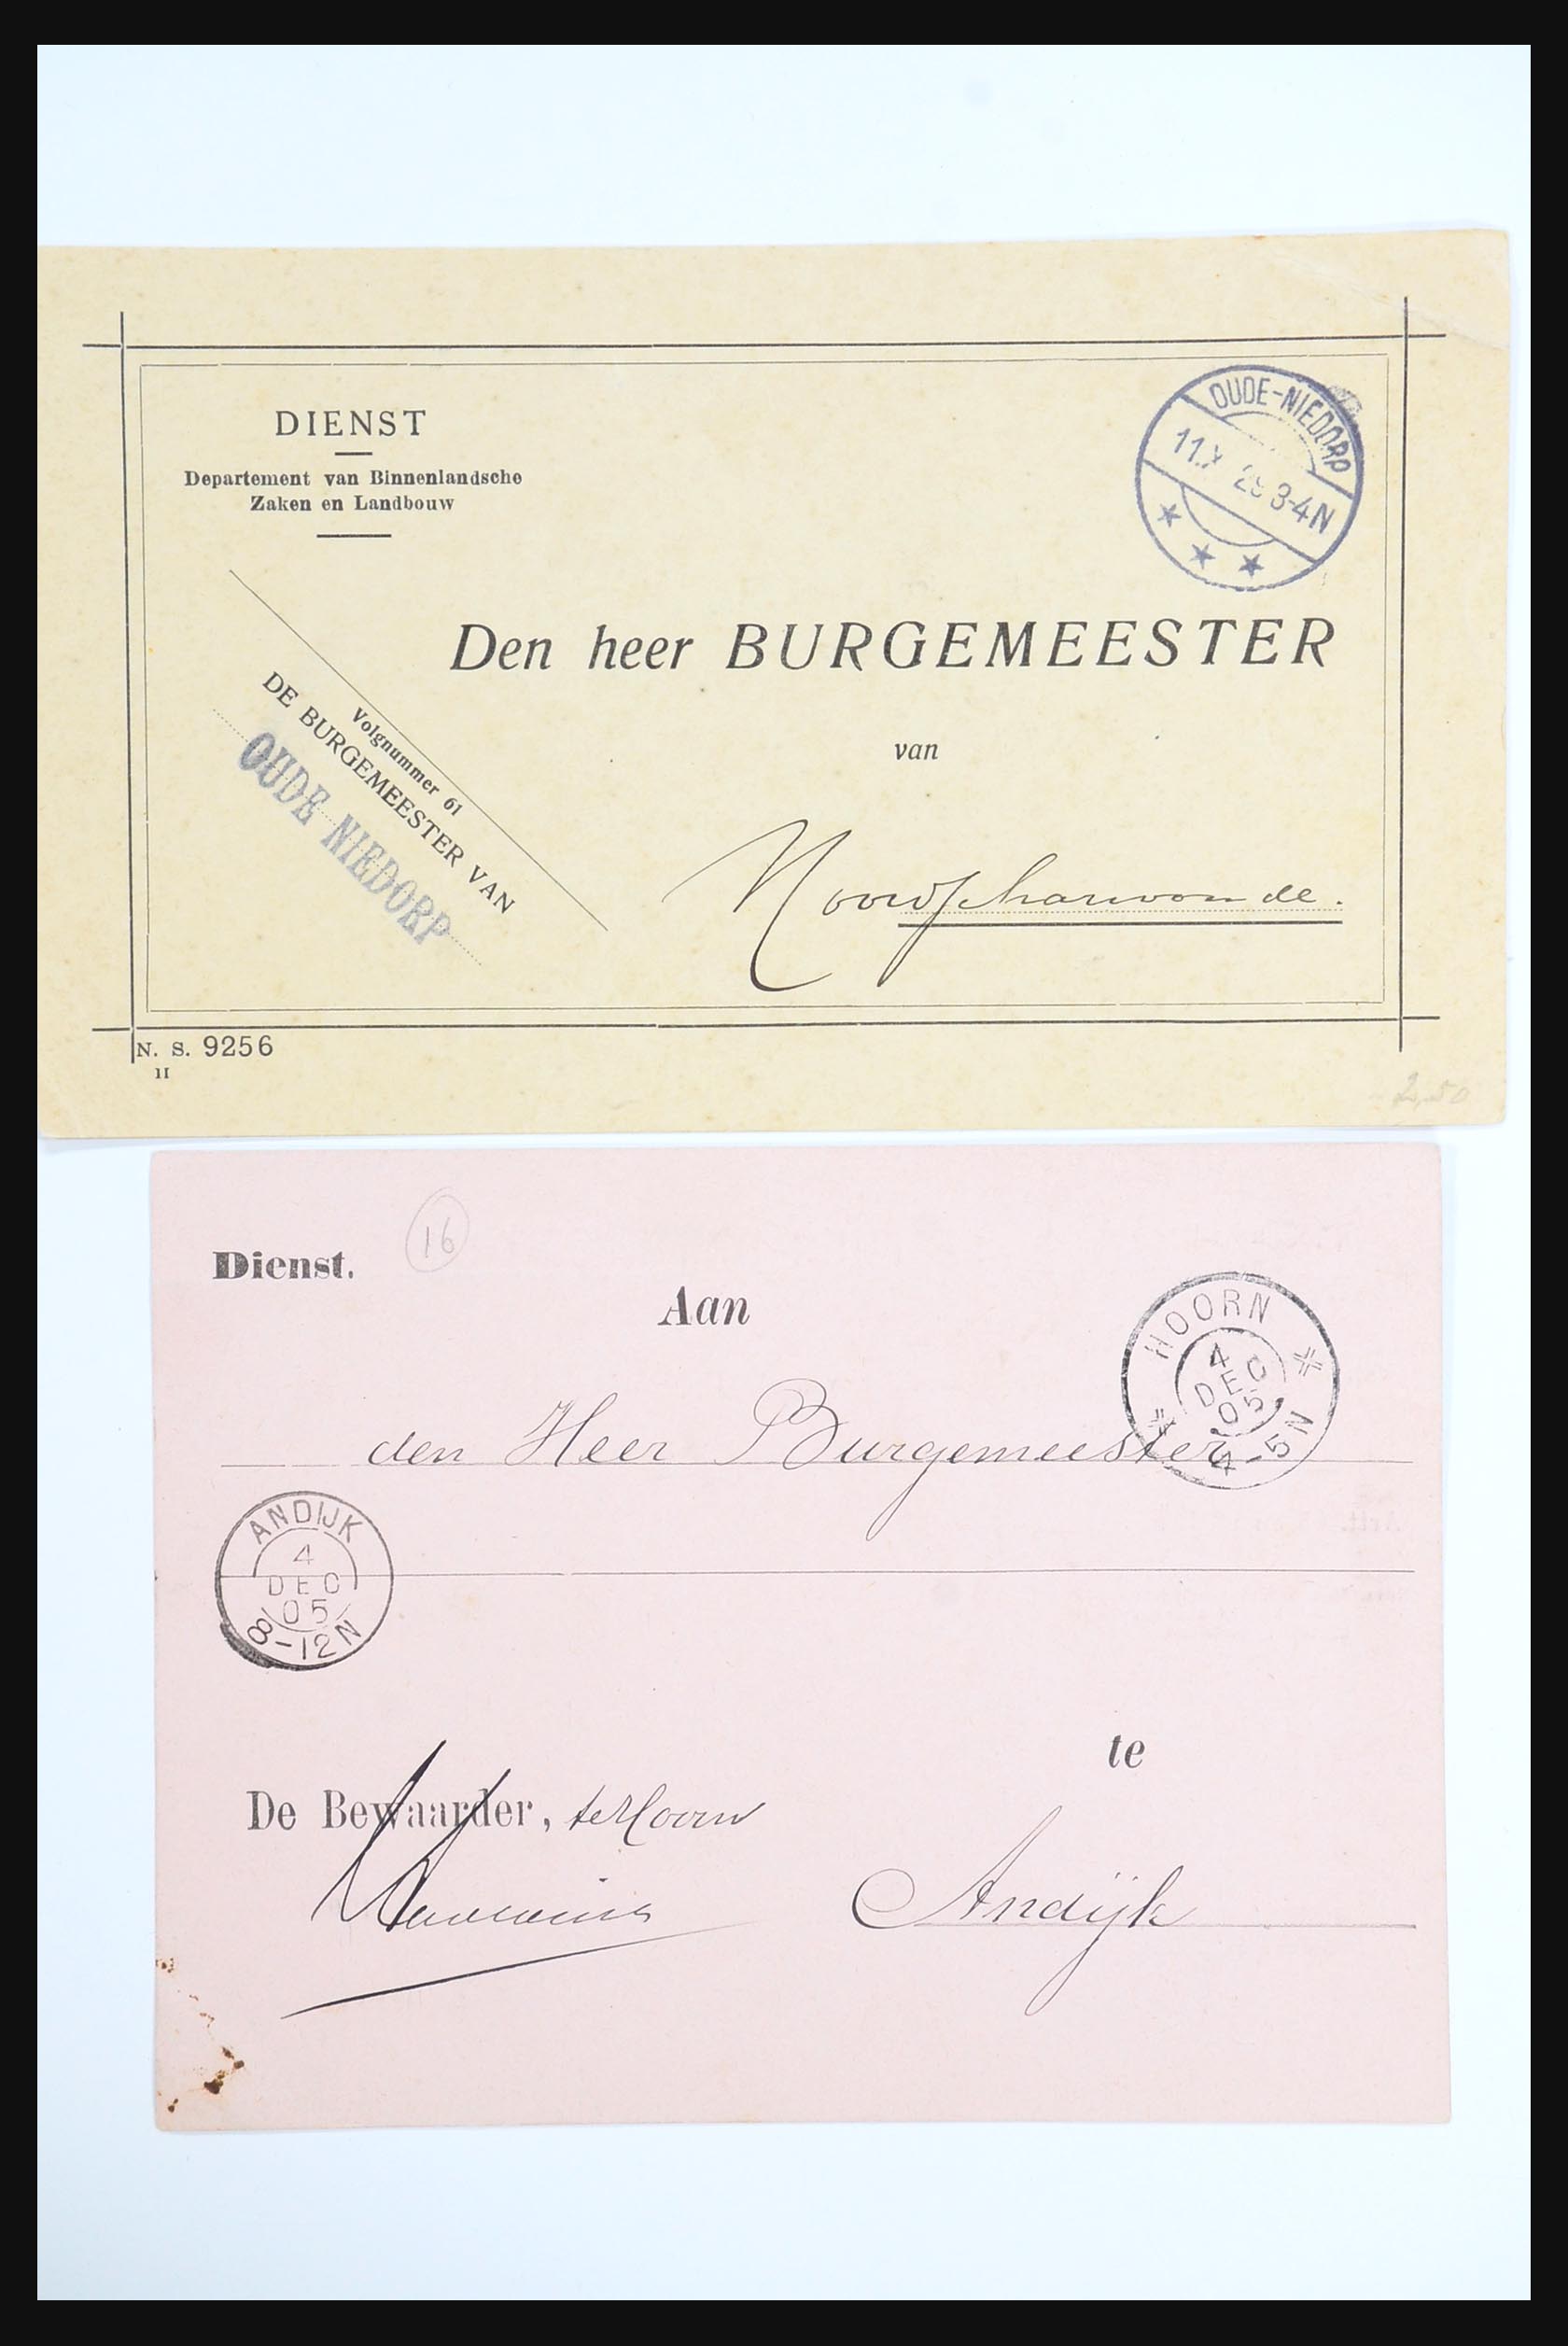 DIENST
Departement van Binnenlandsche
Zaken en Landbouw
OUDE-NIEDORP
3-4N
Den heer BURGEMEESTER
van
Volgnummer 61
DE BURGEMEESTER VAN
OUDE NIEDORP
Noordscharwoude.
N. S. 9256
11
2,50
Dienst.
16
Aan
HOORN
4
DEC
05
4-5N
den Heer Burgemeester
ANDIJK
4
DEC
05
8-12N
te
De Bewaarder, te Hoorn
Andijk